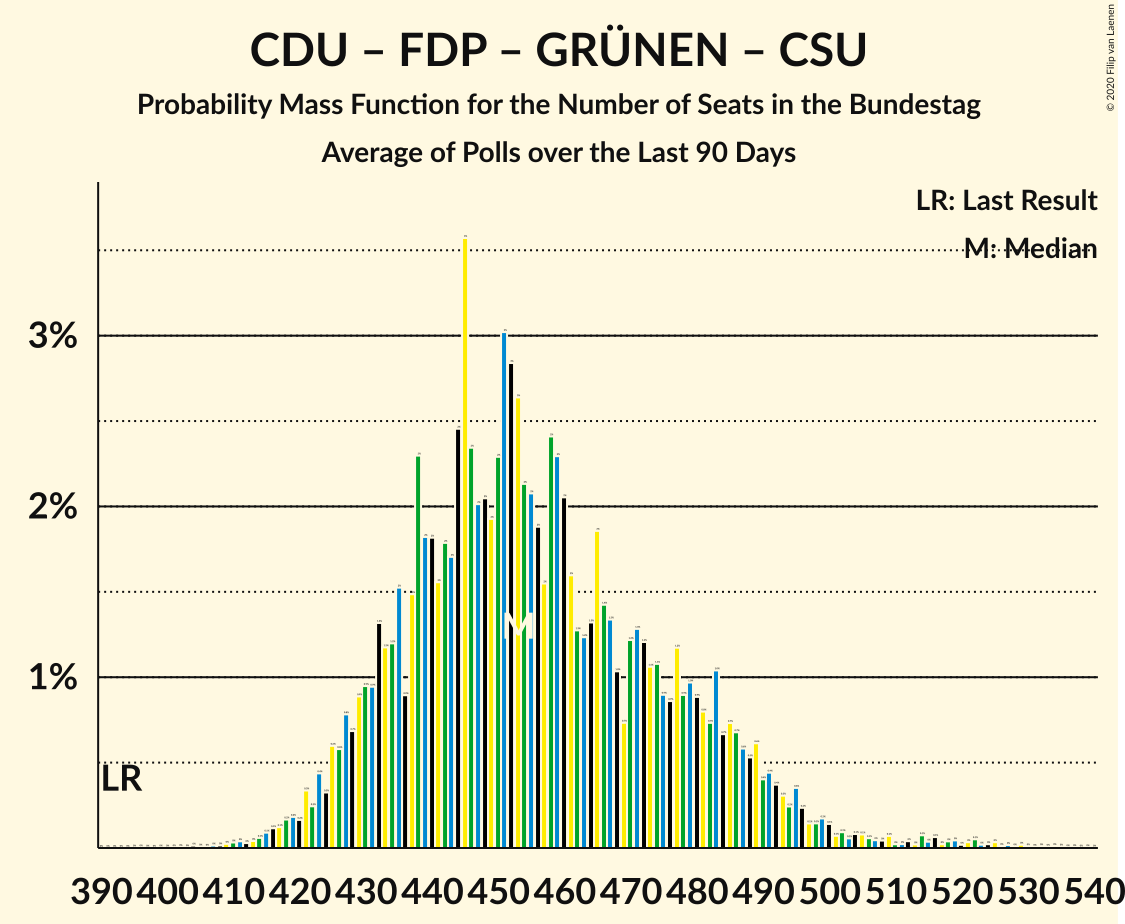 CDU – FDP – GRÜNEN – CSU
Probability Mass Function for the Number of Seats in the Bundestag
Average of Polls over the Last 90 Days
© 2020 Filip van Laenen
LR: Last Result
M: Median
3%
2%
1%
M
LR
390 400 410 420 430 440 450 460 470 480 490 500 510 520 530 540